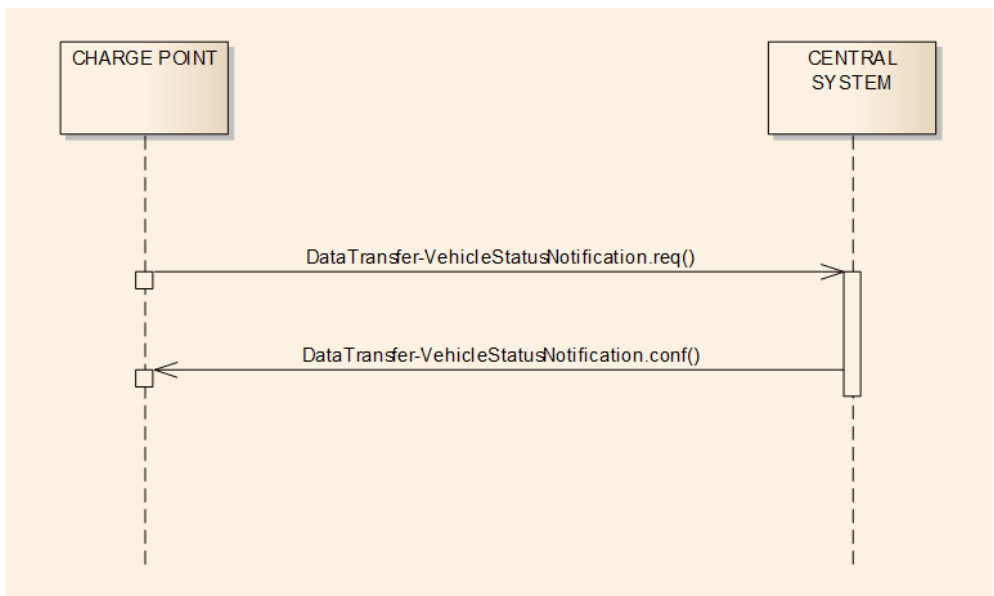 CHARGE POINT
CENTRAL
SYSTEM
DataTransfer-VehicleStatusNotification.req()
DataTransfer-VehicleStatusNotification.conf()